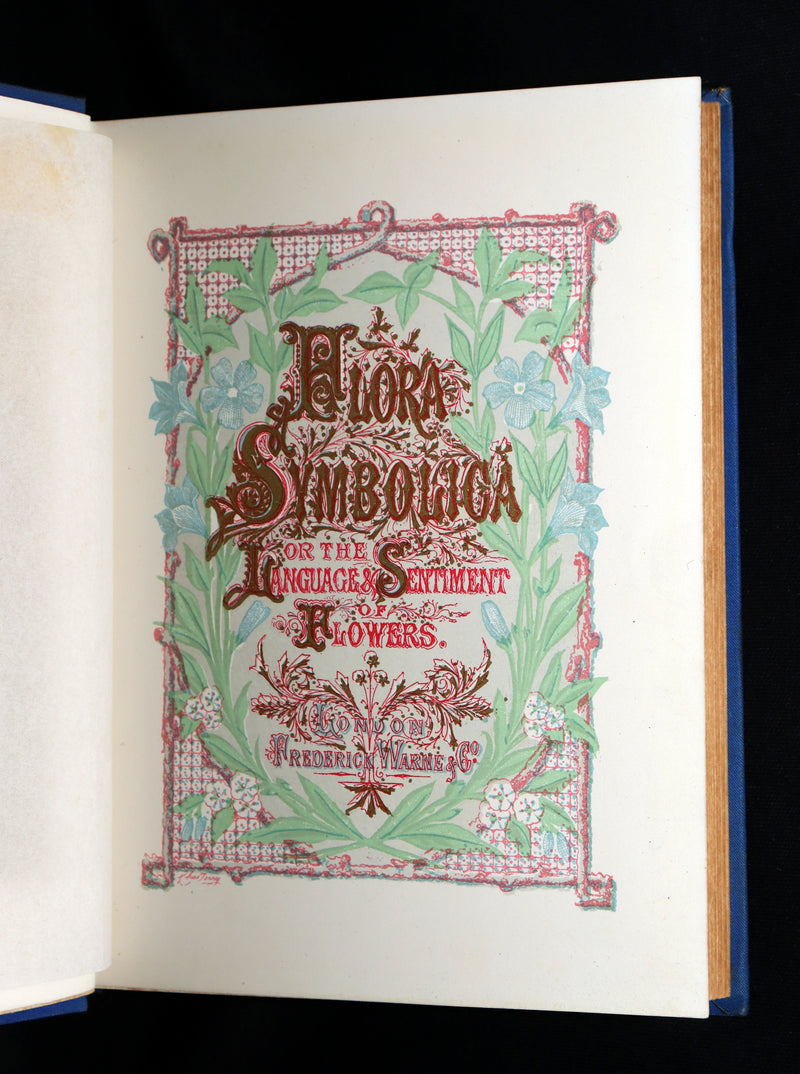 FLORA
SYMBOLICA
OR THE
LANGUAGE & SENTIMENT
OF
FLOWERS.
LONDON
FREDERICK WARNE & Co